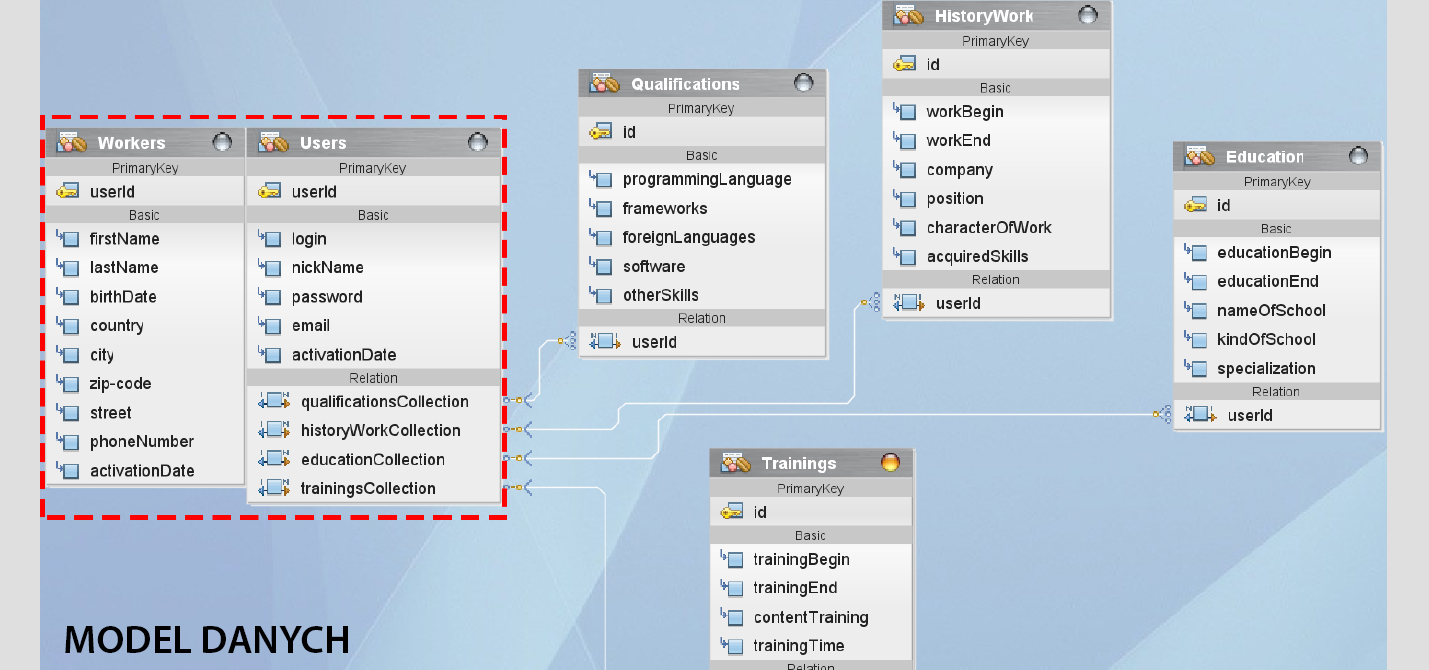 Workers
PrimaryKey
userId
Basic
firstName
lastName
birthDate
country
city
zip-code
street
phoneNumber
activationDate
Users
PrimaryKey
userId
Basic
login
nickName
password
email
activationDate
Relation
qualificationsCollection
historyWorkCollection
educationCollection
trainingsCollection
Qualifications
PrimaryKey
id
Basic
programmingLanguage
frameworks
foreignLanguages
software
otherSkills
Relation
userId
HistoryWork
PrimaryKey
id
Basic
workBegin
workEnd
company
position
characterOfWork
acquiredSkills
Relation
userId
Education
PrimaryKey
id
Basic
educationBegin
educationEnd
nameOfSchool
kindOfSchool
specialization
Relation
userId
Trainings
PrimaryKey
id
Basic
trainingBegin
trainingEnd
contentTraining
trainingTime
Relation
MODEL DANYCH